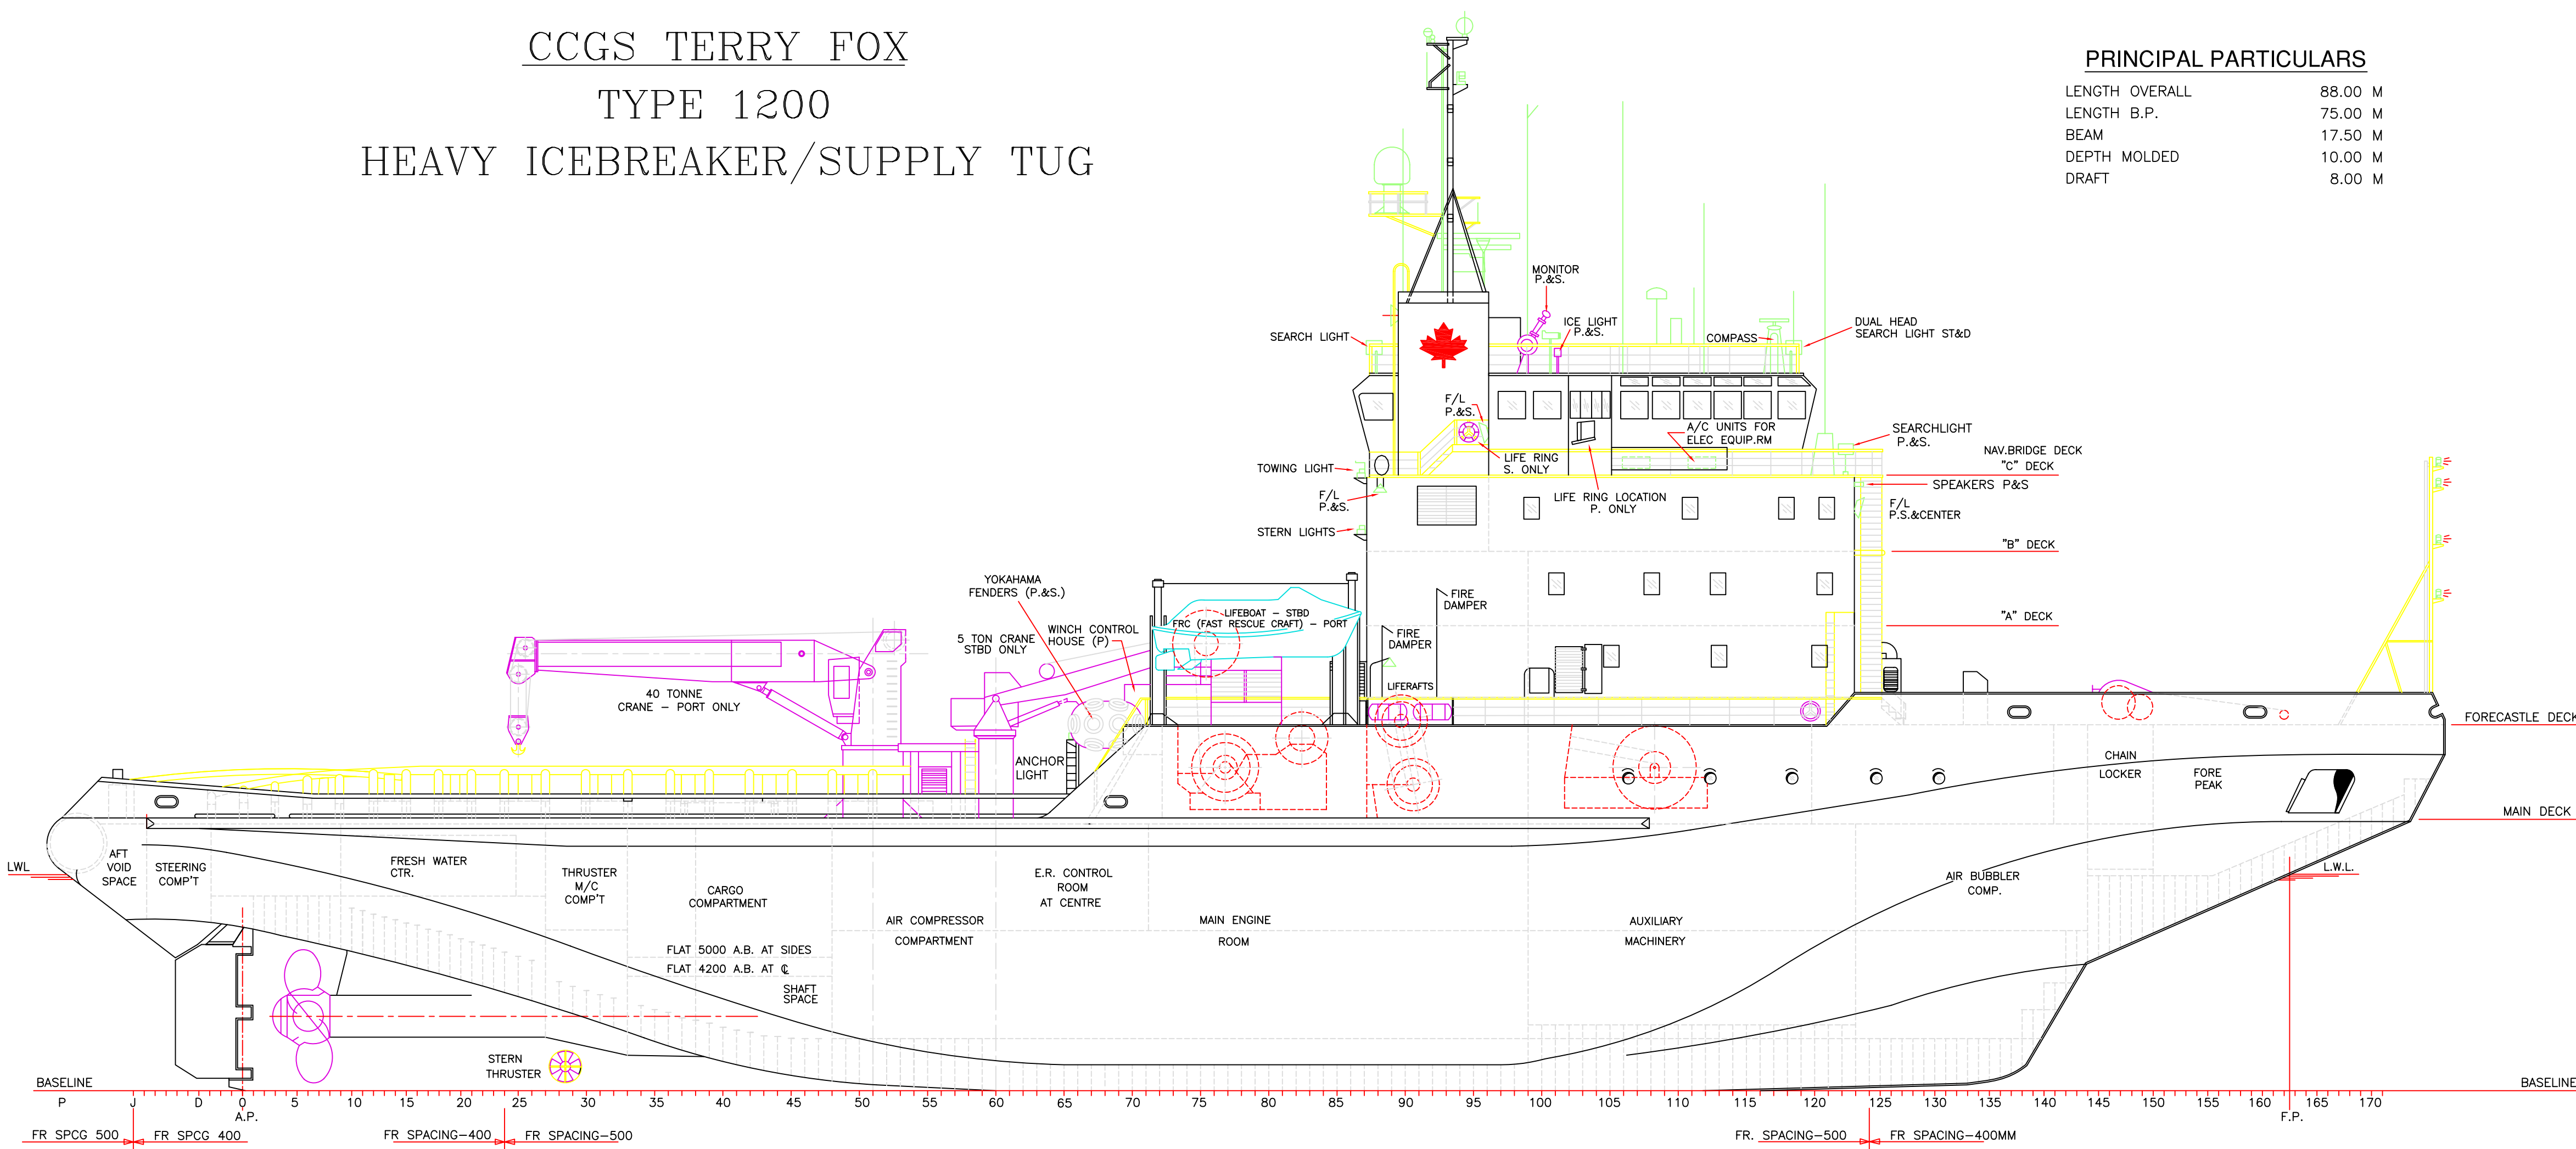 CCGS TERRY FOX
TYPE 1200
HEAVY ICEBREAKER/SUPPLY TUG
PRINCIPAL PARTICULARS
LENGTH OVERALL 88.00 M
LENGTH B.P. 75.00 M
BEAM 17.50 M
DEPTH MOLDED 10.00 M
DRAFT 8.00 M
MONITOR
P.&S.
ICE LIGHT
P.&S.
SEARCH LIGHT
COMPASS
DUAL HEAD
SEARCH LIGHT ST&D
F/L
P.&S.
A/C UNITS FOR
ELEC EQUIP.RM
SEARCHLIGHT
P.&S.
NAV.BRIDGE DECK
"C" DECK
TOWING LIGHT
LIFE RING
S. ONLY
F/L
P.&S.
LIFE RING LOCATION
P. ONLY
SPEAKERS P&S
F/L
P.S.&CENTER
STERN LIGHTS
"B" DECK
YOKAHAMA
FENDERS (P.&S.)
FIRE
DAMPER
LIFEBOAT – STBD
FRC (FAST RESCUE CRAFT) – PORT
"A" DECK
5 TON CRANE
STBD ONLY
WINCH CONTROL
HOUSE (P)
FIRE
DAMPER
40 TONNE
CRANE – PORT ONLY
LIFERAFTS
FORECASTLE DECK
ANCHOR
LIGHT
CHAIN
LOCKER
FORE
PEAK
MAIN DECK
LWL
AFT
VOID
SPACE
STEERING
COMP'T
FRESH WATER
CTR.
THRUSTER
M/C
COMP'T
CARGO
COMPARTMENT
E.R. CONTROL
ROOM
AT CENTRE
AIR COMPRESSOR
COMPARTMENT
MAIN ENGINE
ROOM
AUXILIARY
MACHINERY
AIR BUBBLER
COMP.
L.W.L.
FLAT 5000 A.B. AT SIDES
FLAT 4200 A.B. AT ℄
SHAFT
SPACE
STERN
THRUSTER
BASELINE
BASELINE
P J D 0 5 10 15 20 25 30 35 40 45 50 55 60 65 70 75 80 85 90 95 100 105 110 115 120 125 130 135 140 145 150 155 160 165 170
A.P.
F.P.
FR SPCG 500
FR SPCG 400
FR SPACING–400
FR SPACING–500
FR. SPACING–500
FR SPACING–400MM